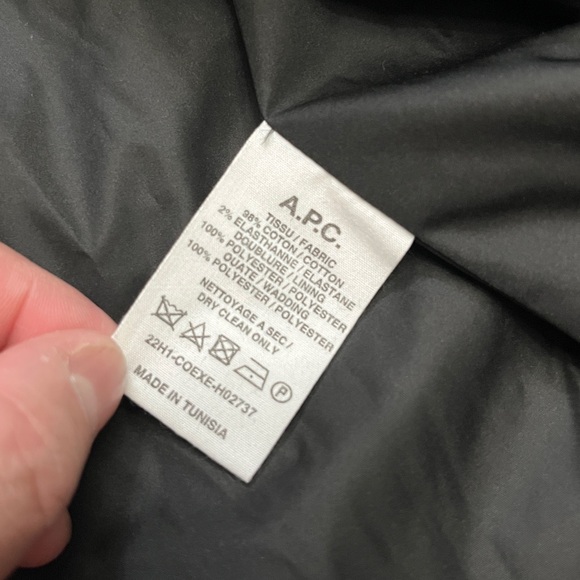 A.P.C.
TISSU / FABRIC
98% COTON / COTTON
2% ELASTHANNE / ELASTANE
DOUBLURE / LINING
100% POLYESTER / POLYESTER
OUATE / WADDING
100% POLYESTER / POLYESTER
NETTOYAGE A SEC /
DRY CLEAN ONLY
P
22H1-COEXE-H02737
MADE IN TUNISIA